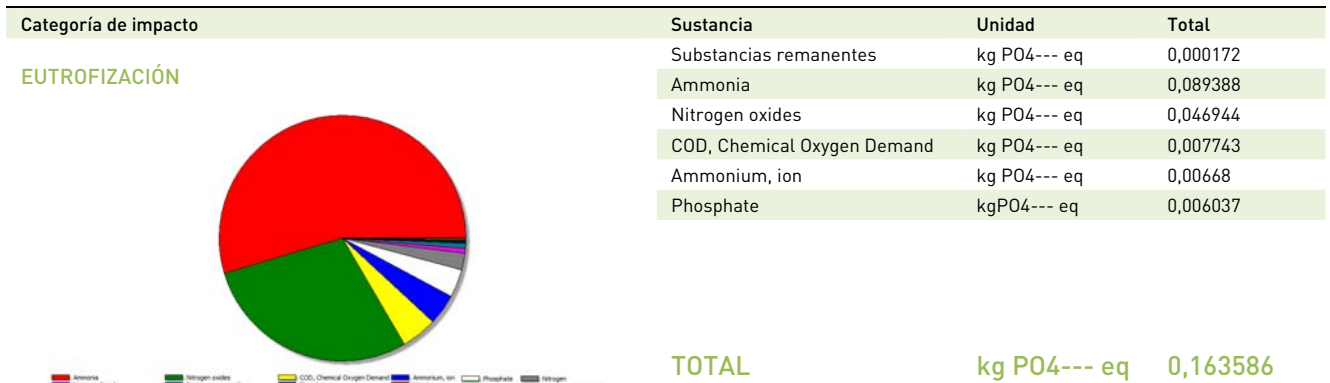 Categoría de impacto Sustancia Unidad Total
EUTROFIZACIÓN
Substancias remanentes kg PO4--- eq 0,000172
Ammonia kg PO4--- eq 0,089388
Nitrogen oxides kg PO4--- eq 0,046944
COD, Chemical Oxygen Demand kg PO4--- eq 0,007743
Ammonium, ion kg PO4--- eq 0,00668
Phosphate kgPO4--- eq 0,006037
TOTAL kg PO4--- eq 0,163586
Ammonia Nitrogen oxides COD, Chemical Oxygen Demand Ammonium, ion Phosphate Nitrogen